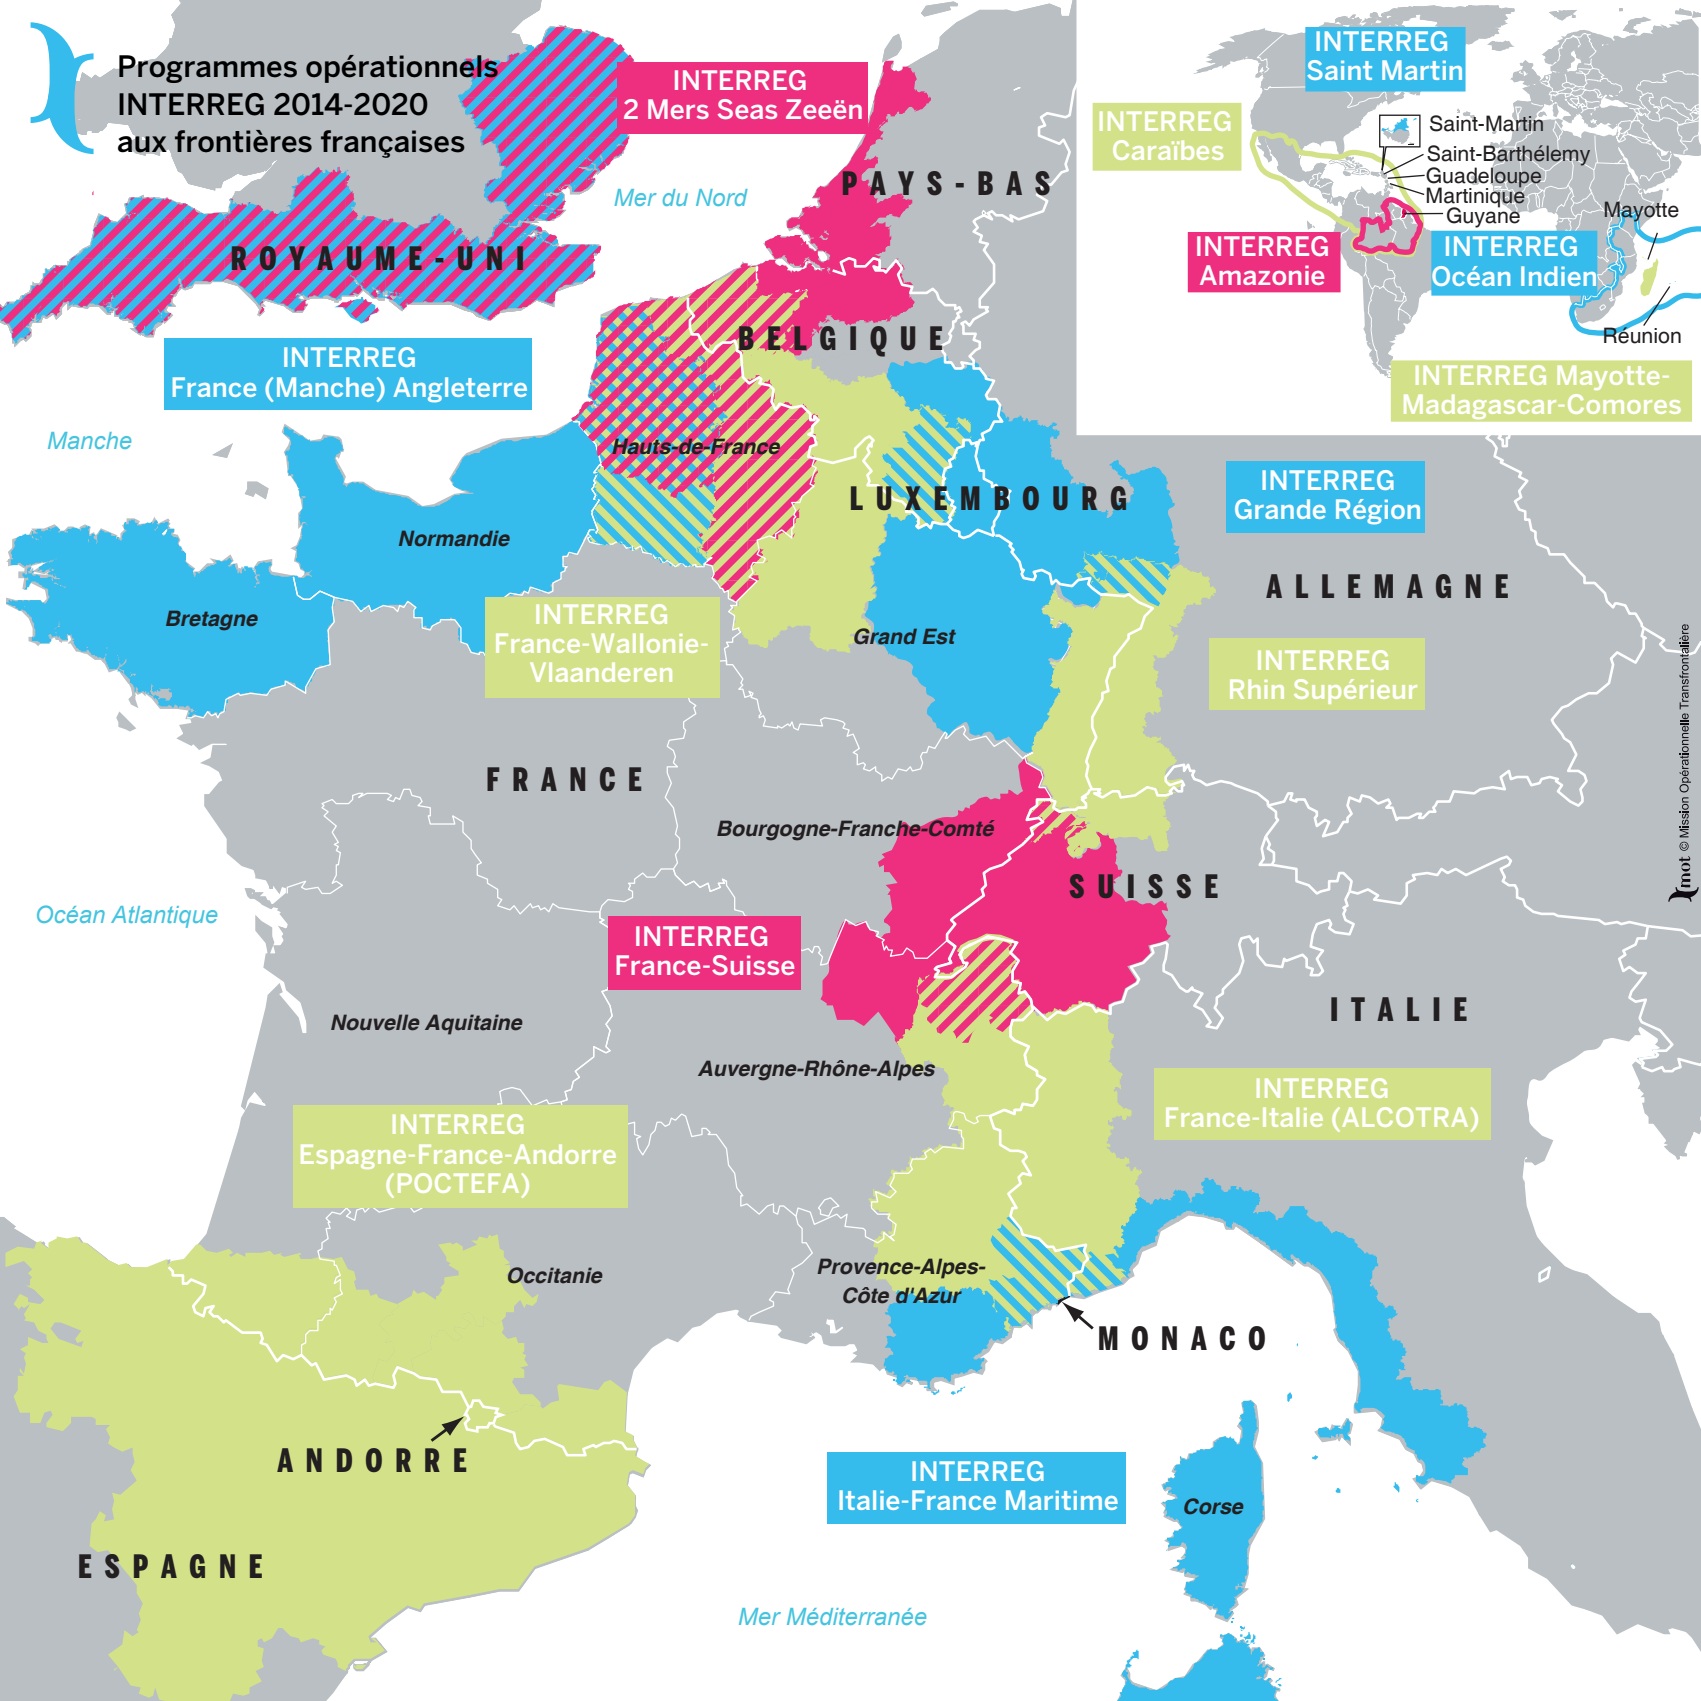 Programmes opérationnels
INTERREG 2014-2020
aux frontières françaises
INTERREG
2 Mers Seas Zeeën
Mer du Nord
PAYS-BAS
ROYAUME-UNI
INTERREG
Saint Martin
INTERREG
Caraïbes
Saint-Martin
Saint-Barthélemy
Guadeloupe
Martinique
Guyane
Mayotte
INTERREG
Amazonie
INTERREG
Océan Indien
Réunion
INTERREG Mayotte-
Madagascar-Comores
BELGIQUE
INTERREG
France (Manche) Angleterre
Manche
Hauts-de-France
LUXEMBOURG
INTERREG
Grande Région
Normandie
ALLEMAGNE
Bretagne
INTERREG
France-Wallonie-
Vlaanderen
Grand Est
INTERREG
Rhin Supérieur
FRANCE
Bourgogne-Franche-Comté
SUISSE
Océan Atlantique
INTERREG
France-Suisse
ITALIE
Nouvelle Aquitaine
Auvergne-Rhône-Alpes
INTERREG
France-Italie (ALCOTRA)
INTERREG
Espagne-France-Andorre
(POCTEFA)
Occitanie
Provence-Alpes-
Côte d'Azur
MONACO
ANDORRE
INTERREG
Italie-France Maritime
Corse
ESPAGNE
Mer Méditerranée
mot © Mission Opérationnelle Transfrontalière